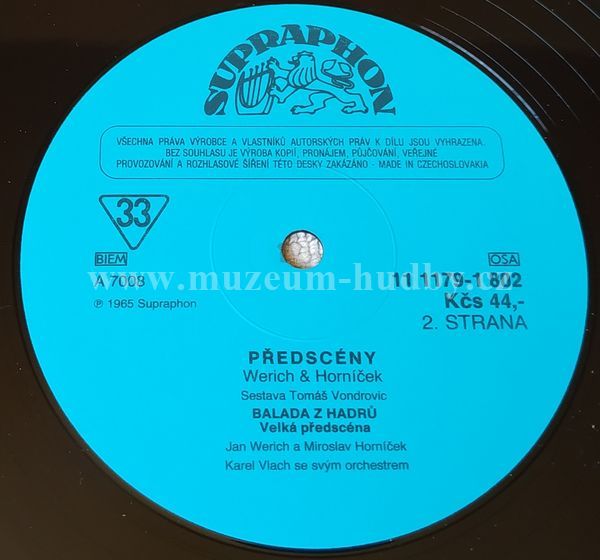 SUPRAPHON
VŠECHNA PRÁVA VÝROBCE A VLASTNÍKŮ AUTORSKÝCH PRÁV K DÍLU JSOU VYHRAZENA.
BEZ SOUHLASU JE VÝROBA KOPIÍ, PRONÁJEM, PŮJČOVÁNÍ, VEŘEJNÉ
PROVOZOVÁNÍ A ROZHLASOVÉ ŠÍŘENÍ TÉTO DESKY ZAKÁZÁNO - MADE IN CZECHOSLOVAKIA
33
BIEM
OSA
www.muzeum-hudby.cz
A 7008
11 1179-1 802
℗ 1965 Supraphon
Kčs 44,-
2. STRANA
PŘEDSCÉNY
Werich & Horníček
Sestava Tomáš Vondrovic
BALADA Z HADRŮ
Velká předscéna
Jan Werich a Miroslav Horníček
Karel Vlach se svým orchestrem